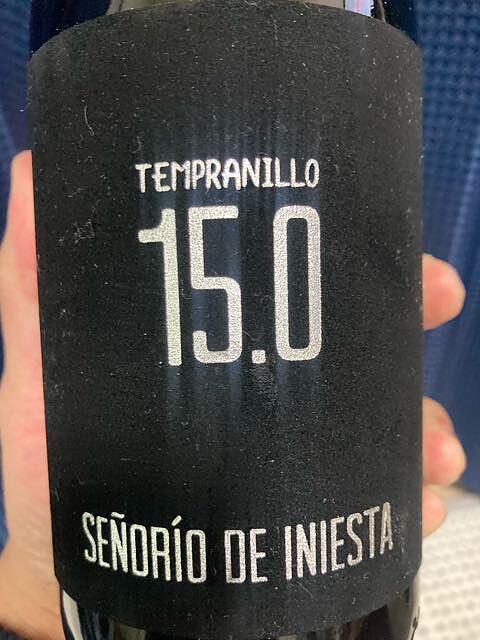 TEMPRANILLO
15.0
SEÑORÍO DE INIESTA